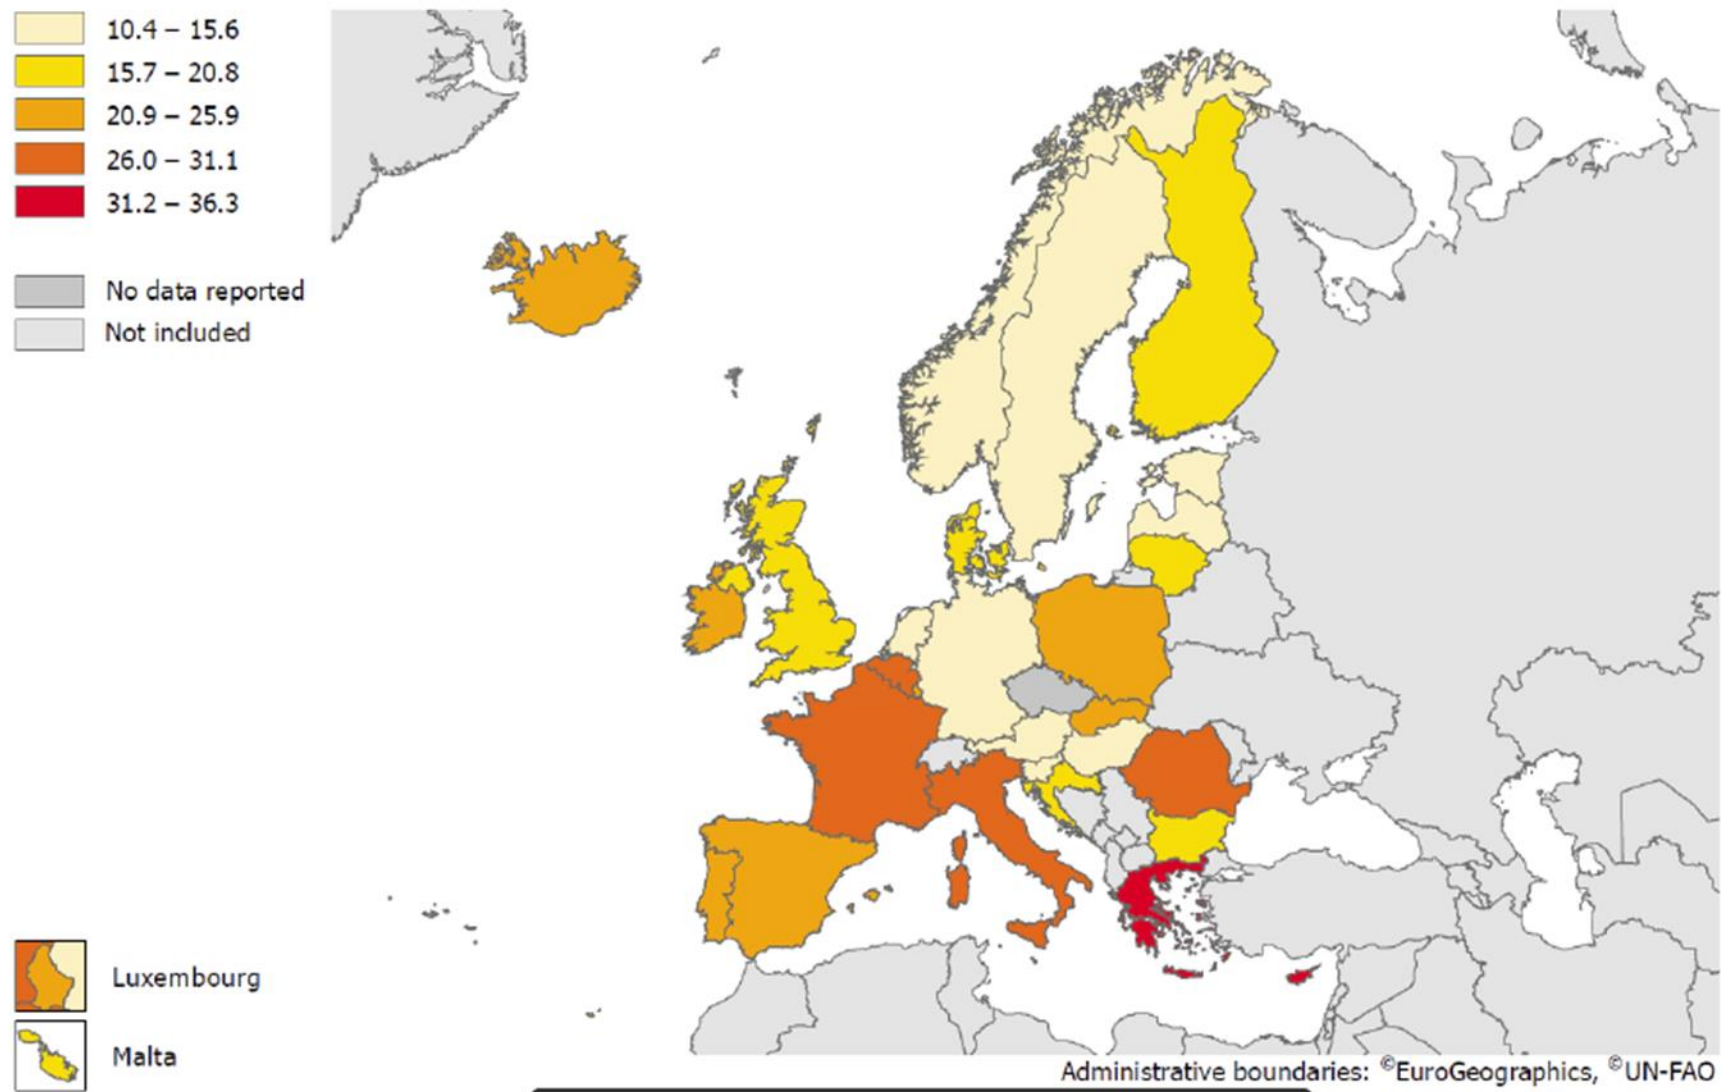 10.4 – 15.6
15.7 – 20.8
20.9 – 25.9
26.0 – 31.1
31.2 – 36.3
No data reported
Not included
Luxembourg
Malta
Administrative boundaries: ©EuroGeographics, ©UN-FAO